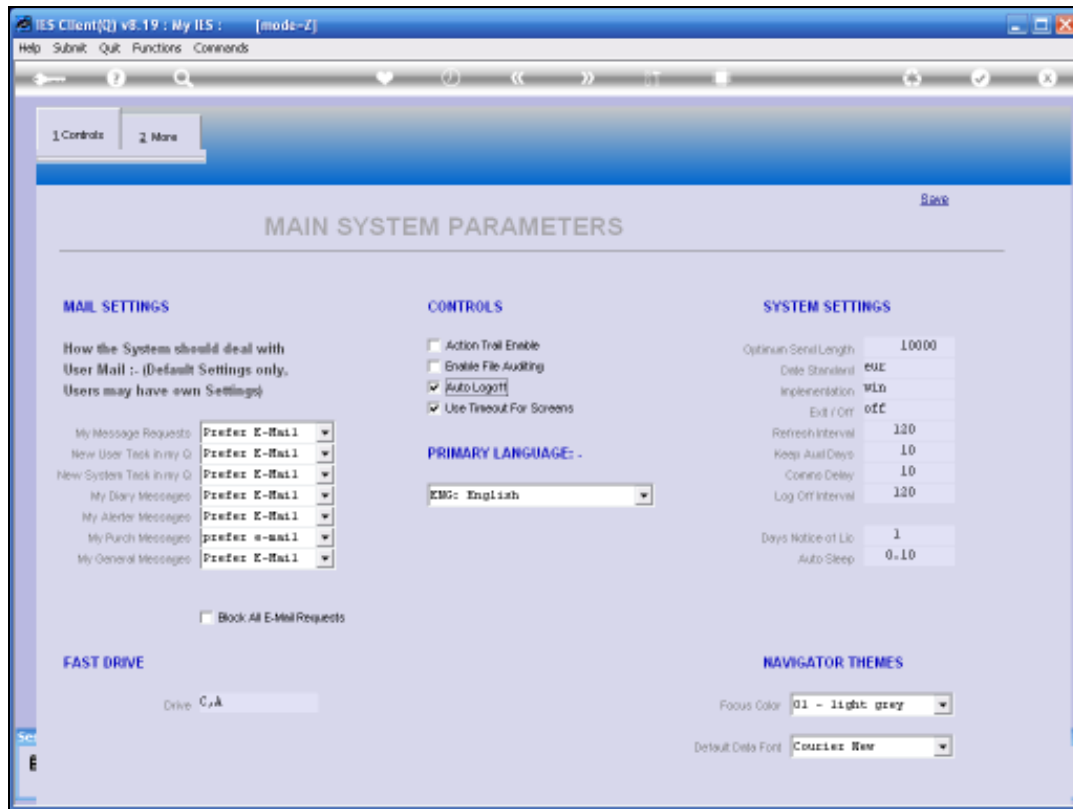 IES Client(Q) v8.19 : My IES : [mode=Z]
Help Submit Quit Functions Commands
1 Controls 2 More
Save
MAIN SYSTEM PARAMETERS
MAIL SETTINGS
How the System should deal with
User Mail :- (Default Settings only,
Users may have own Settings)
My Message Requests Prefer E-Mail
New User Task in my Q Prefer E-Mail
New System Task in my Q Prefer E-Mail
My Diary Messages Prefer E-Mail
My Alerter Messages Prefer E-Mail
My Purch Messages prefer e-mail
My General Messages Prefer E-Mail
Block All E-Mail Requests
FAST DRIVE
Drive C,A
CONTROLS
Action Trail Enable
Enable File Auditing
Auto Logoff
Use Timeout For Screens
PRIMARY LANGUAGE: -
ENG: English
SYSTEM SETTINGS
Optimum Send Length 10000
Date Standard eur
Implementation win
Exit / Off off
Refresh Interval 120
Keep Aud Days 10
Comms Delay 10
Log Off Interval 120
Days Notice of Lic 1
Auto Sleep 0.10
NAVIGATOR THEMES
Focus Color 01 - light grey
Default Data Font Courier New